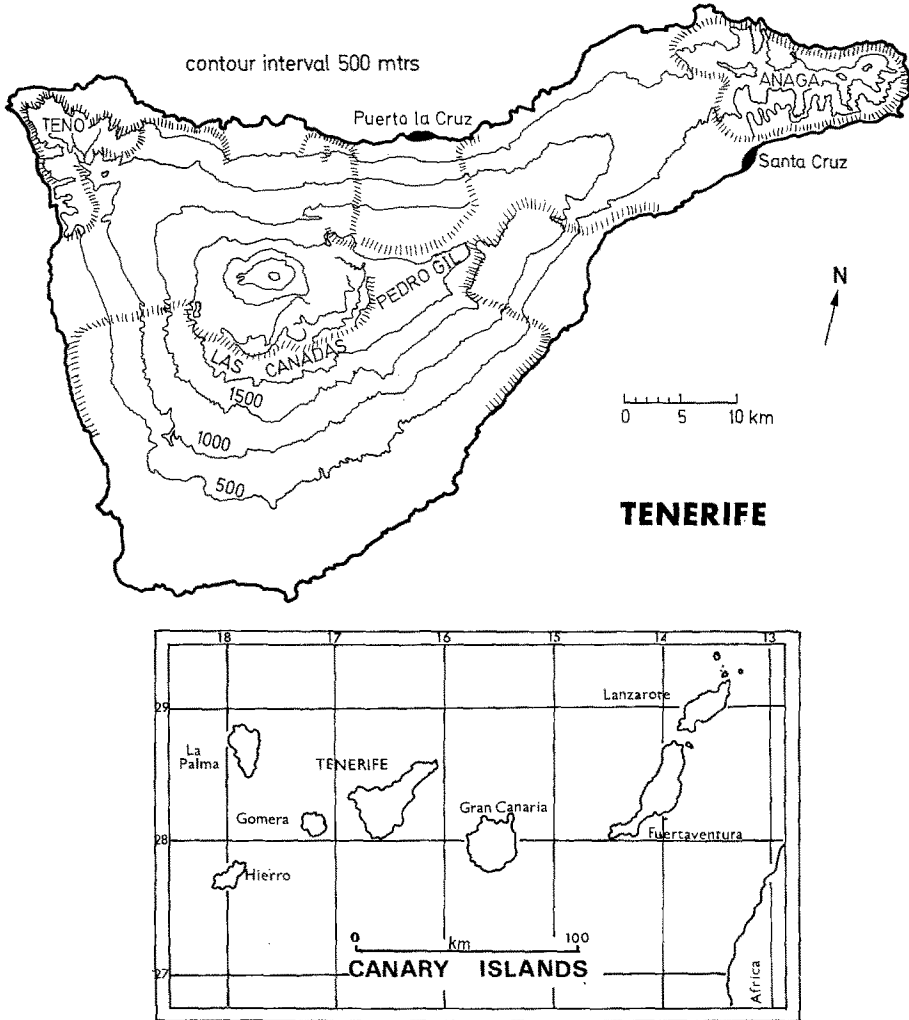 contour interval 500 mtrs
TENO
Puerto la Cruz
ANAGA
Santa Cruz
PEDRO GIL
LAS CANADAS
1500
1000
500
N
0 5 10 km
TENERIFE
18 17 16 15 14 13
29
28
27
Lanzarote
La
Palma
TENERIFE
Gomera
Gran Canaria
Fuertaventura
Hierro
0 km 100
CANARY ISLANDS
Africa